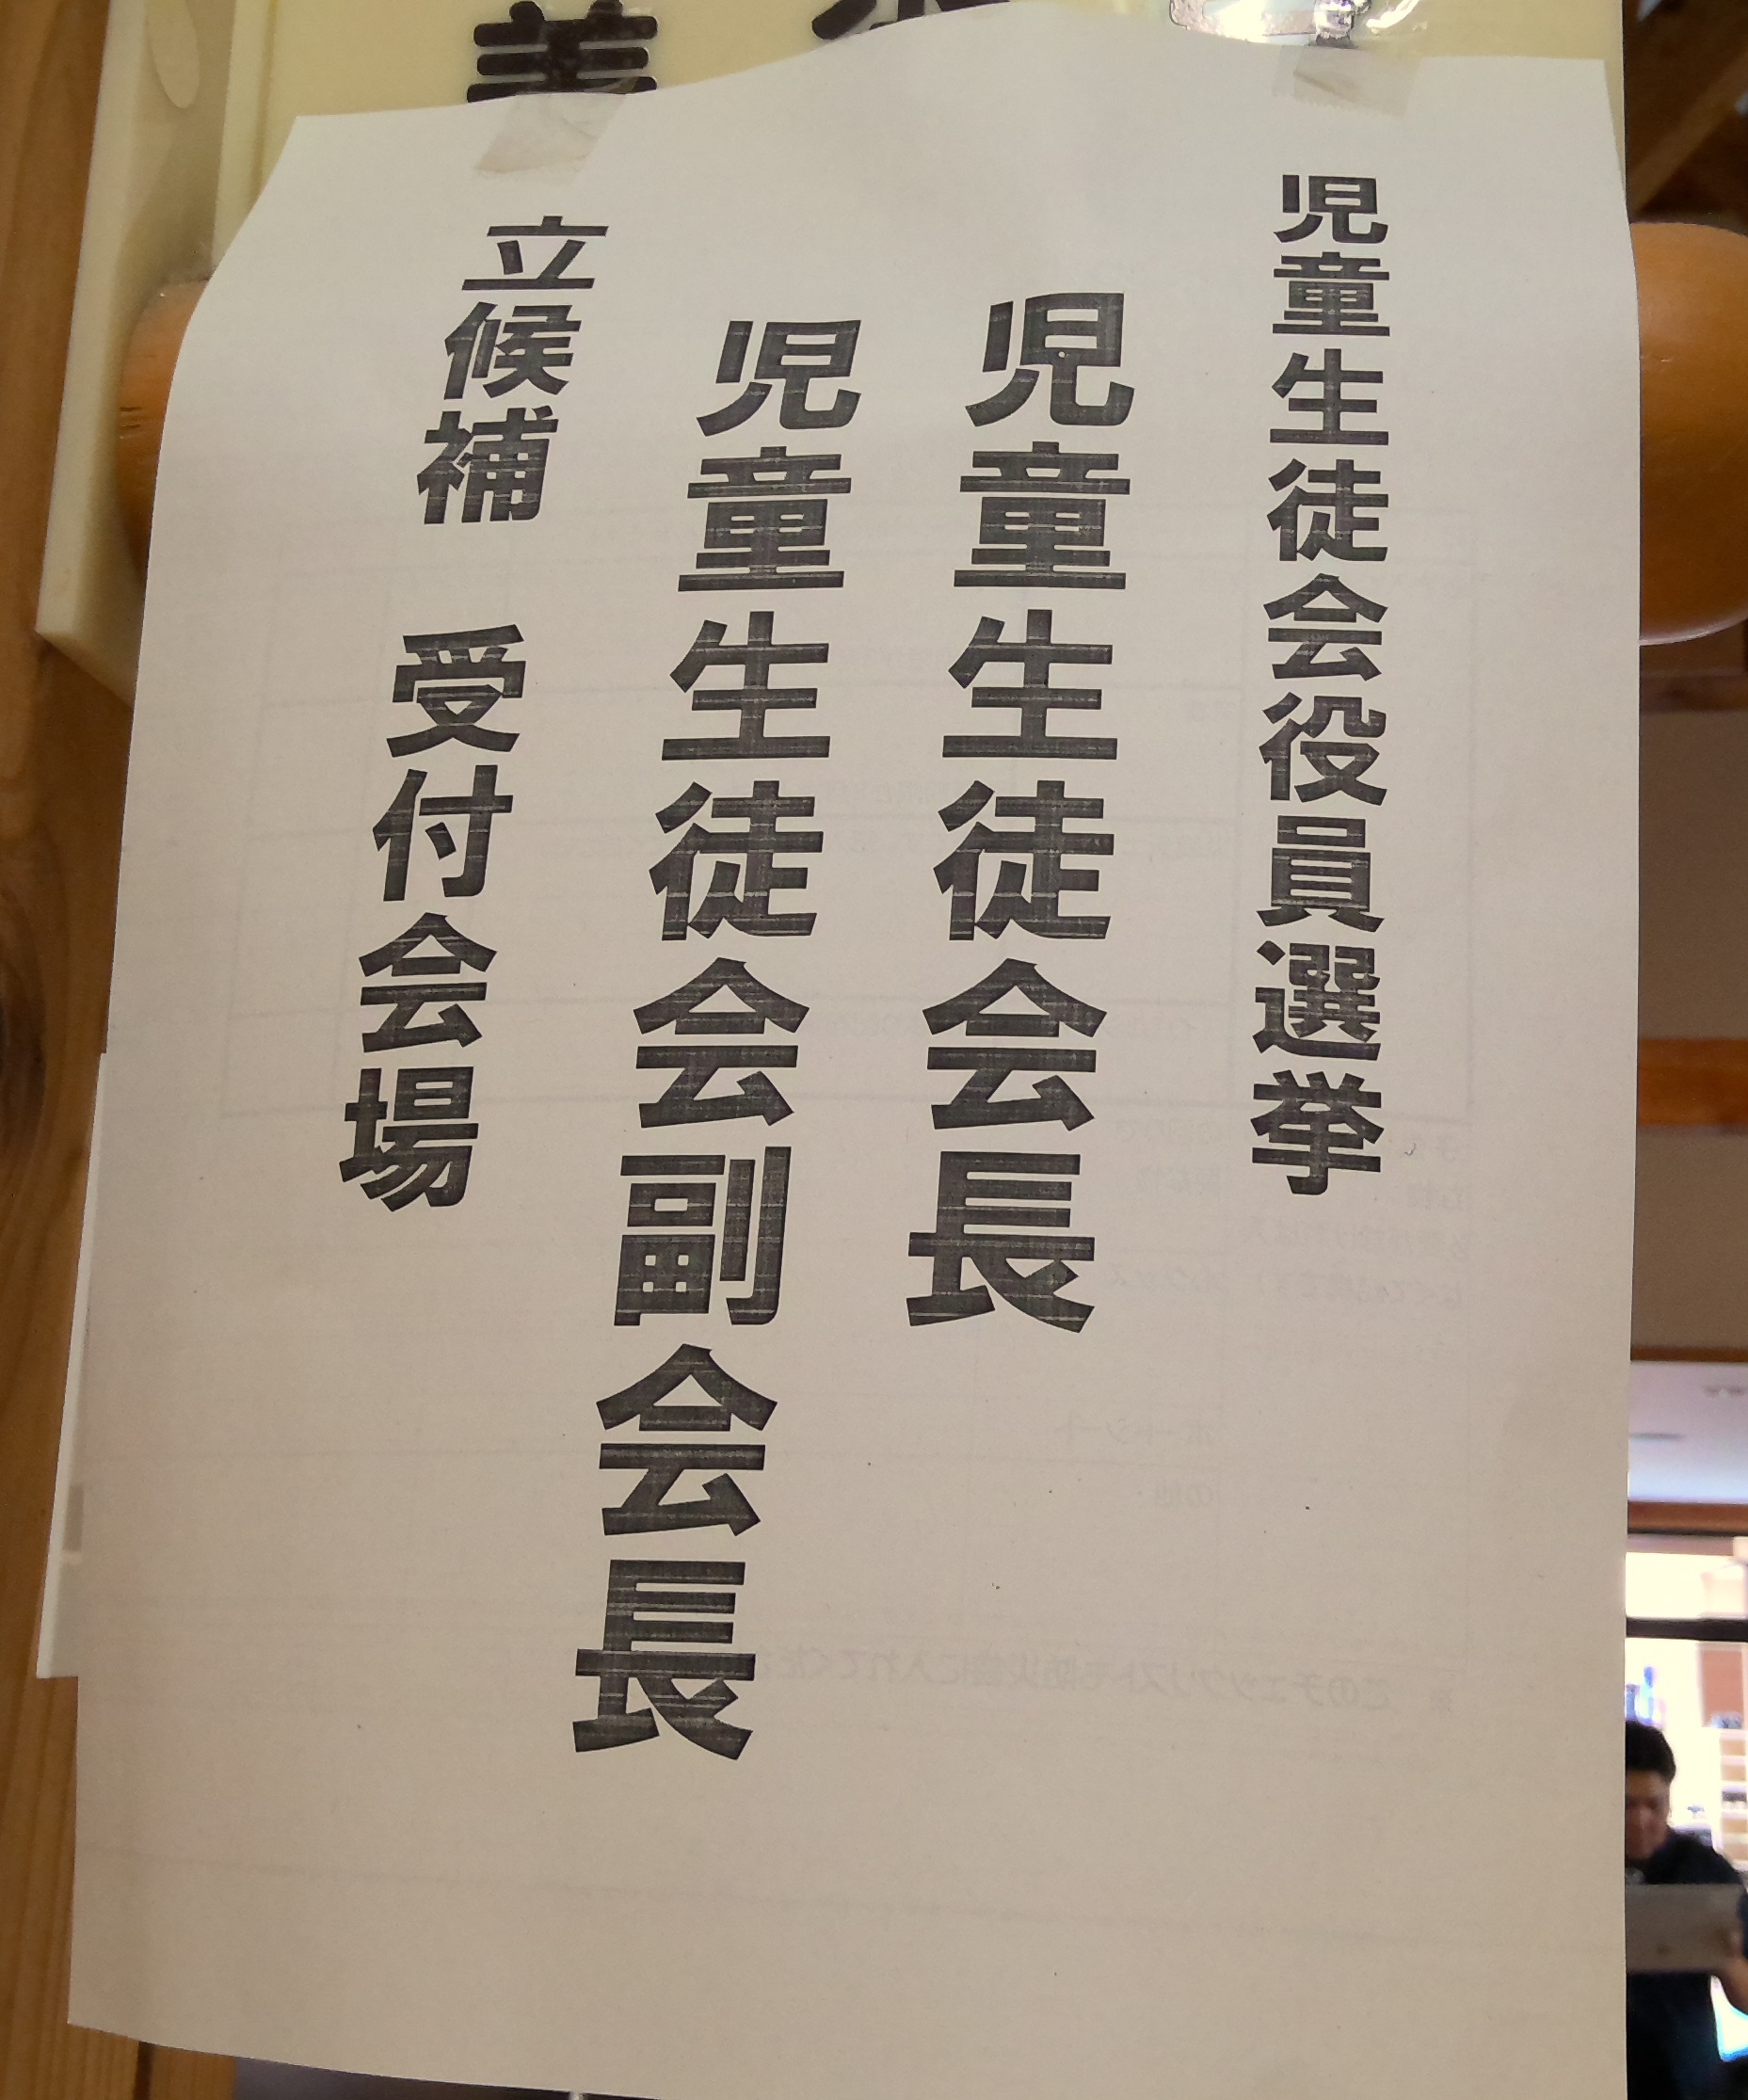 児童生徒会役員選挙
児童生徒会長
児童生徒会副会長
立候補　受付会場